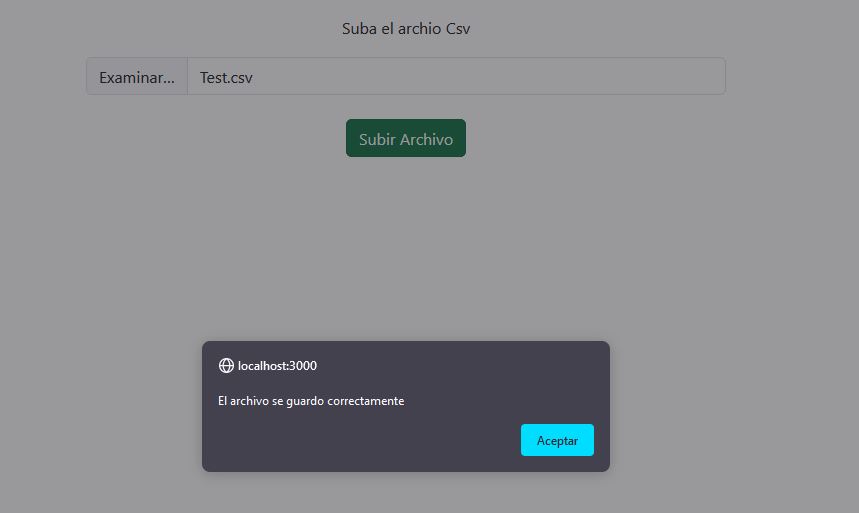 Suba el archio Csv
Examinar... Test.csv
Subir Archivo
localhost:3000
El archivo se guardo correctamente
Aceptar